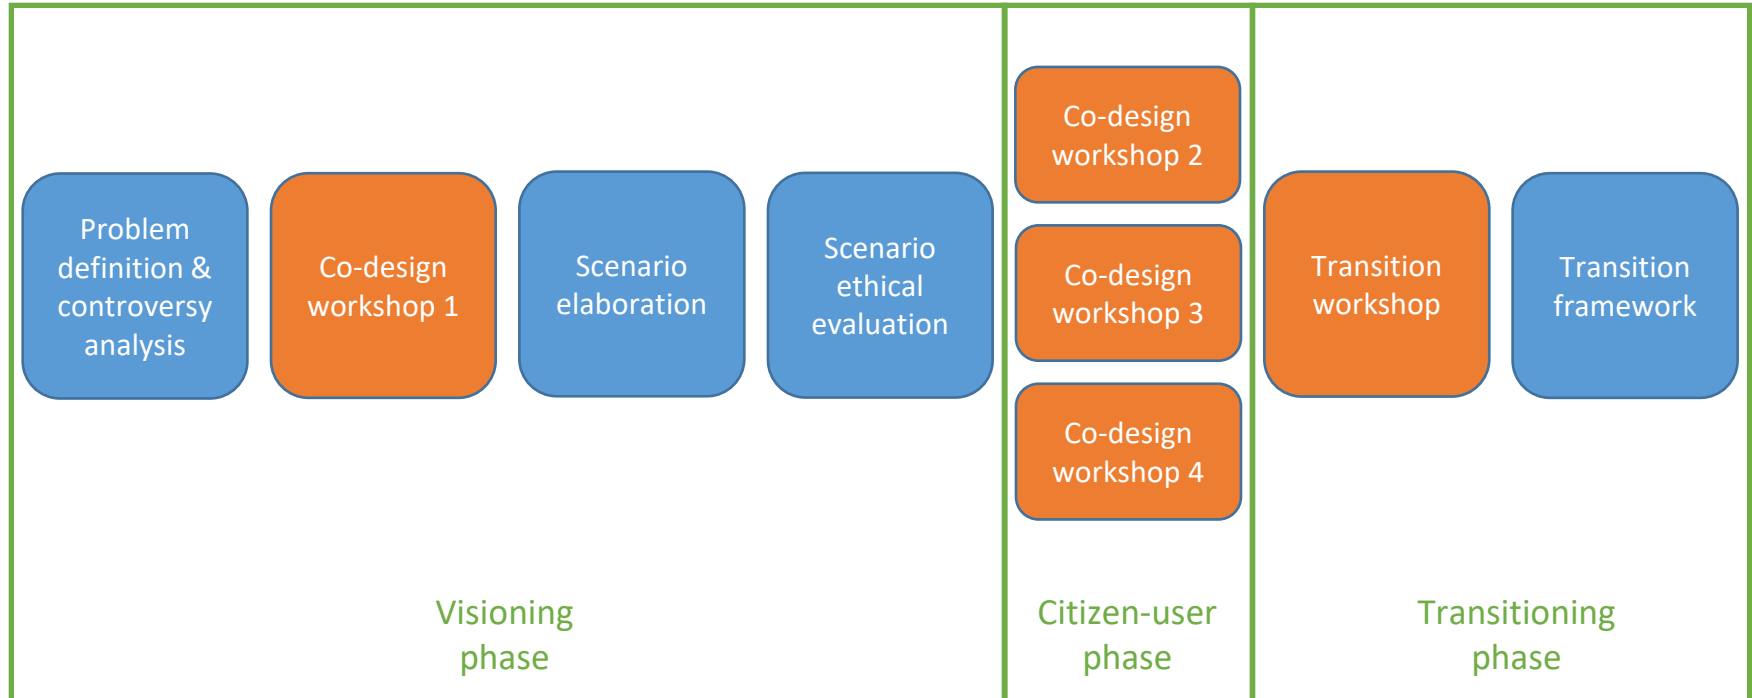 Problem
definition &
controversy
analysis
Co-design
workshop 1
Scenario
elaboration
Scenario
ethical
evaluation
Co-design
workshop 2
Co-design
workshop 3
Co-design
workshop 4
Transition
workshop
Transition
framework
Visioning
phase
Citizen-user
phase
Transitioning
phase